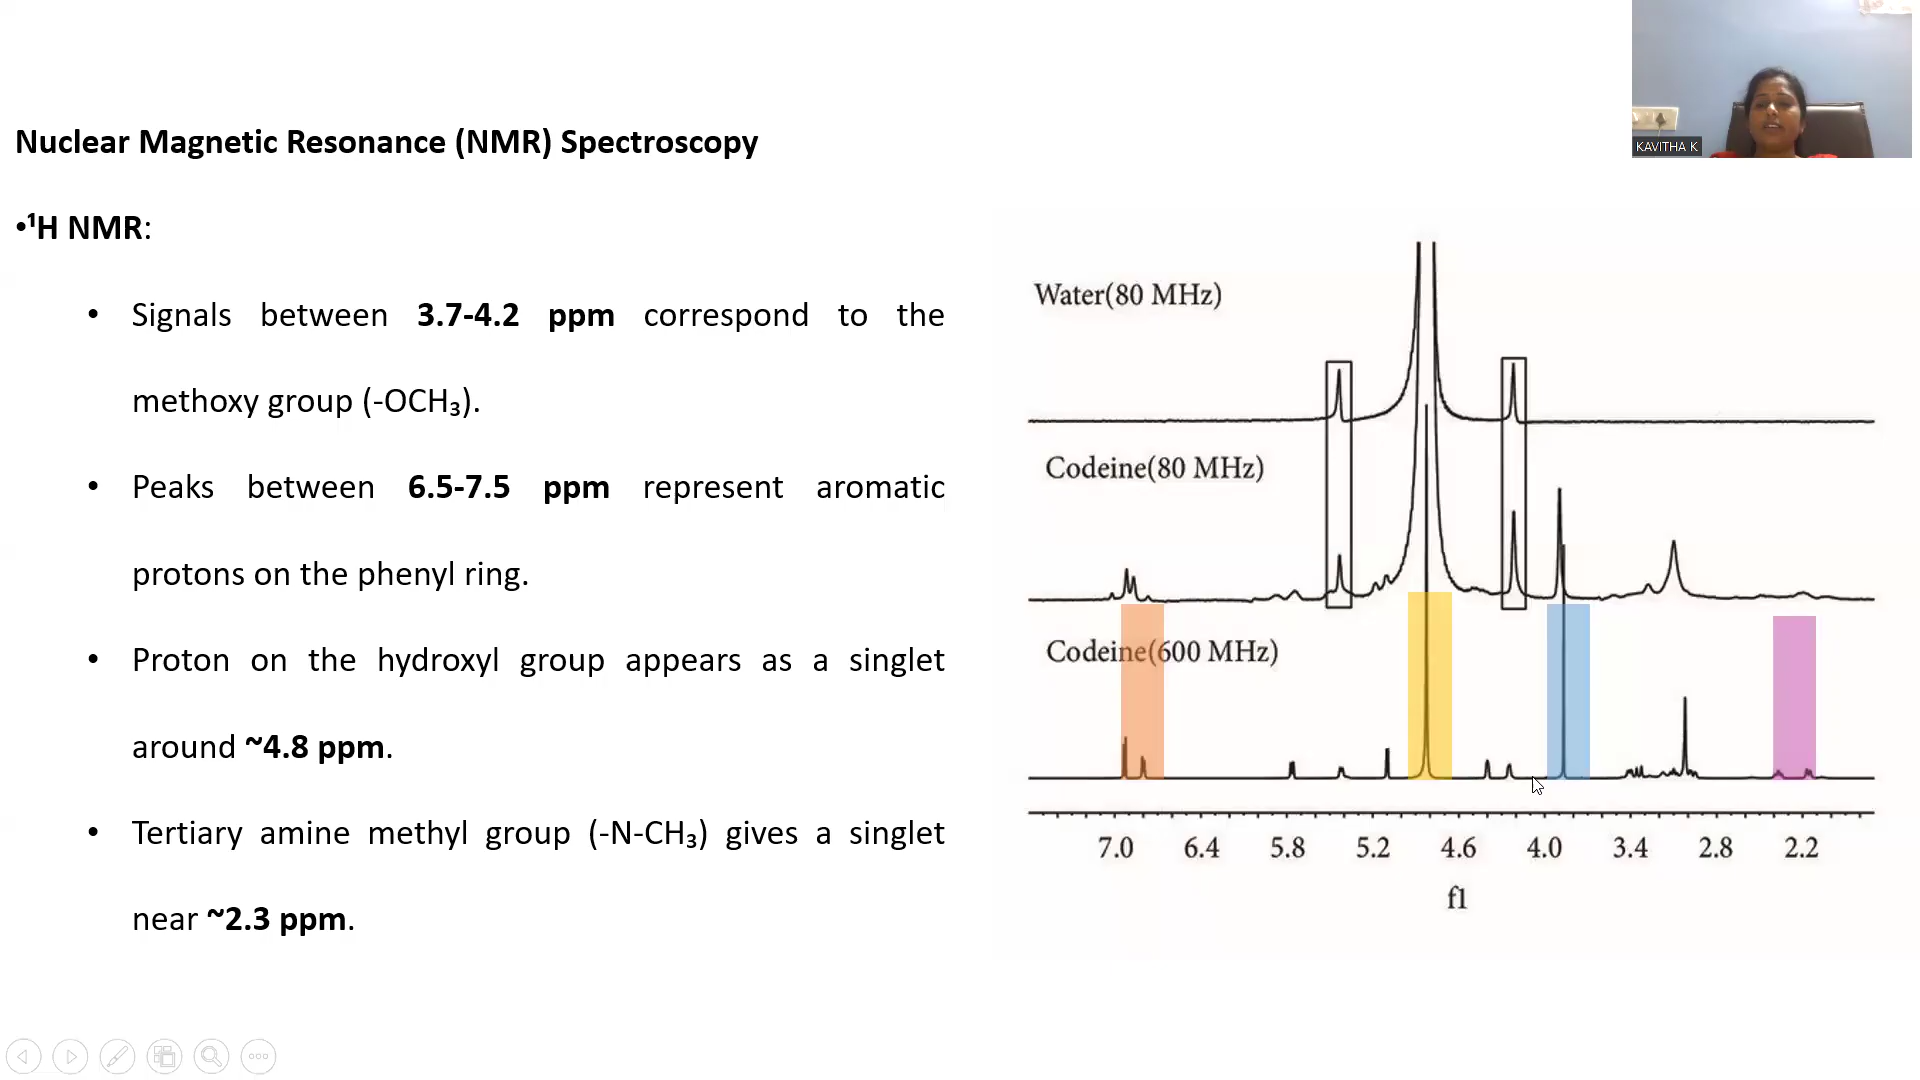 KAVITHA K
Nuclear Magnetic Resonance (NMR) Spectroscopy
•¹H NMR:
• Signals between 3.7-4.2 ppm correspond to the
methoxy group (-OCH₃).
• Peaks between 6.5-7.5 ppm represent aromatic
protons on the phenyl ring.
• Proton on the hydroxyl group appears as a singlet
around ~4.8 ppm.
• Tertiary amine methyl group (-N-CH₃) gives a singlet
near ~2.3 ppm.
Water(80 MHz)
Codeine(80 MHz)
Codeine(600 MHz)
7.0 6.4 5.8 5.2 4.6 4.0 3.4 2.8 2.2
f1